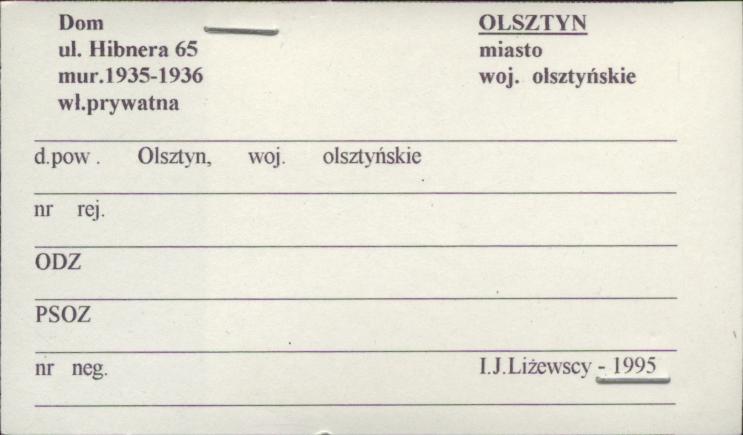 Dom
ul. Hibnera 65
mur.1935-1936
wł.prywatna
OLSZTYN
miasto
woj. olsztyńskie
d.pow . Olsztyn, woj. olsztyńskie
nr rej.
ODZ
PSOZ
nr neg.
I.J.Liżewscy - 1995